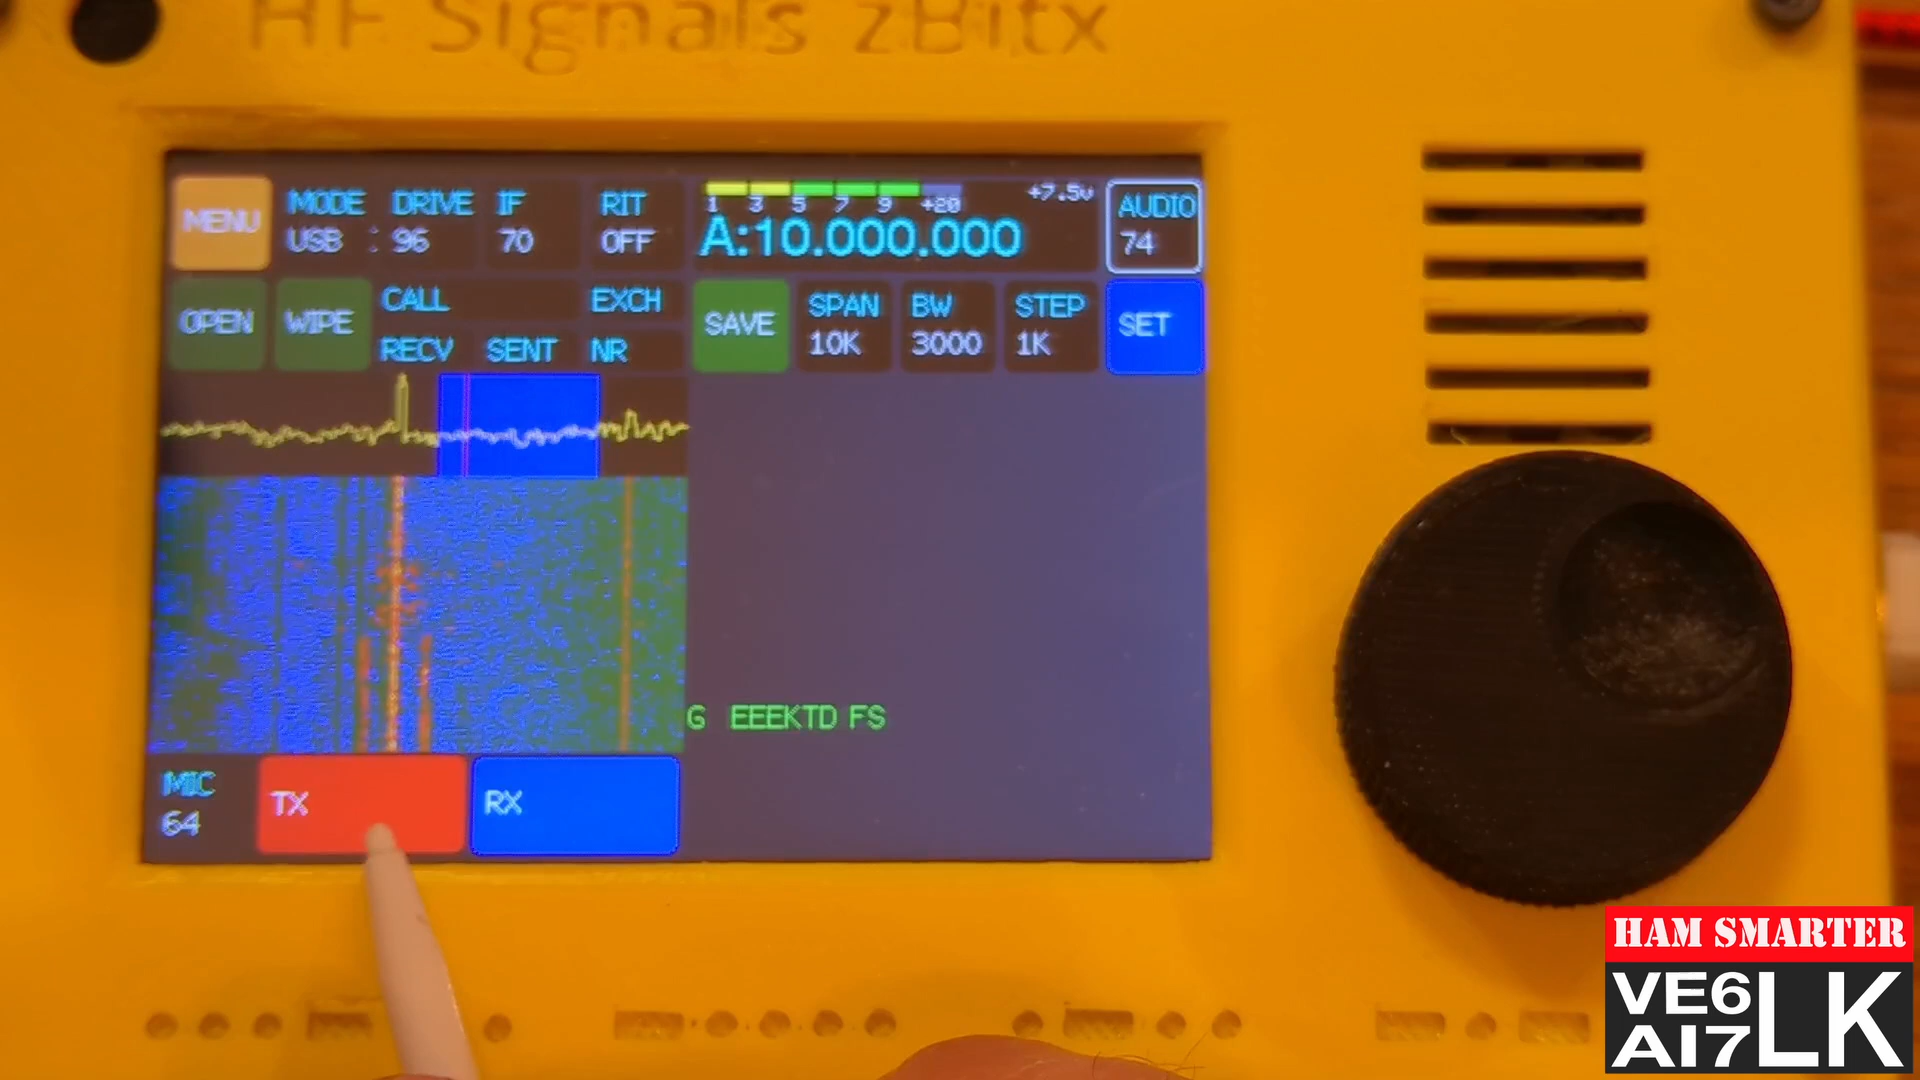 HF Signals zBitx
MENU MODE DRIVE IF RIT +7.5v AUDIO
USB : 96 70 OFF 1 3 5 7 9 +20 74
A:10.000.000
OPEN WIPE CALL EXCH SAVE SPAN BW STEP SET
RECV SENT NR 10K 3000 1K
G EEEKTD FS
MIC TX RX
64
HAM SMARTER
VE6
AI7 LK